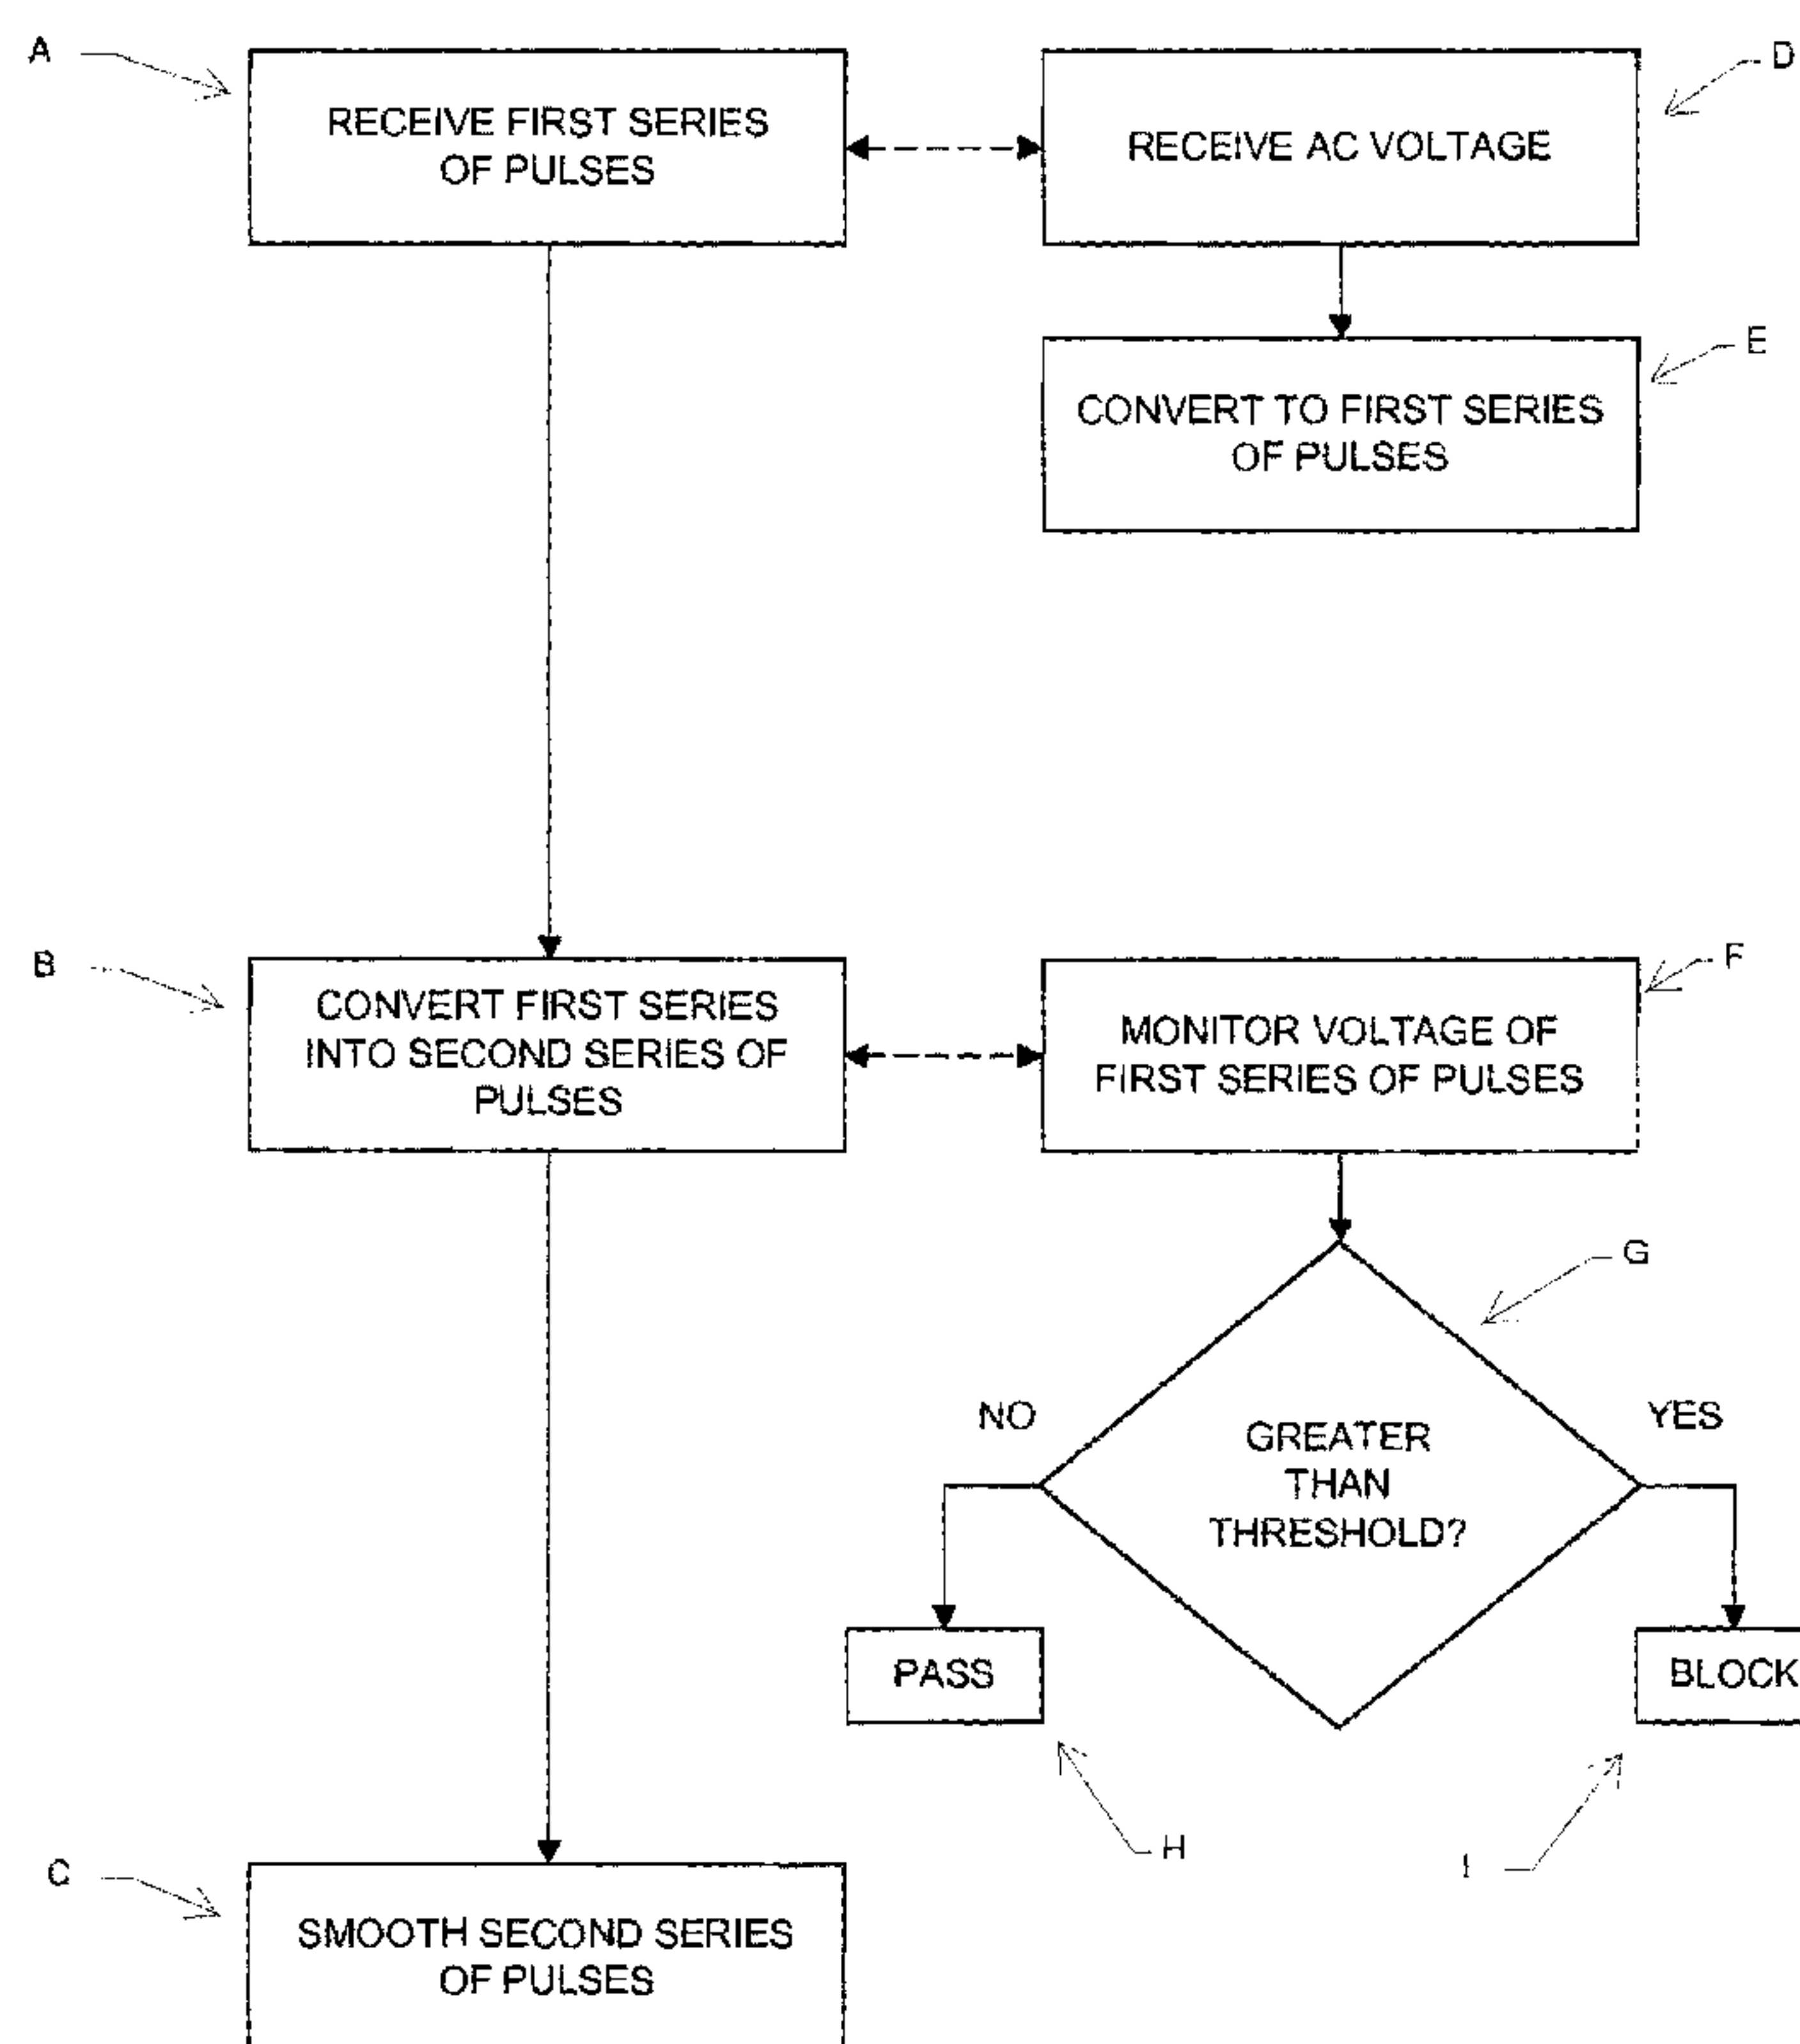 A
RECEIVE FIRST SERIES
OF PULSES
D
RECEIVE AC VOLTAGE
E
CONVERT TO FIRST SERIES
OF PULSES
B
CONVERT FIRST SERIES
INTO SECOND SERIES OF
PULSES
F
MONITOR VOLTAGE OF
FIRST SERIES OF PULSES
G
NO
YES
GREATER
THAN
THRESHOLD?
PASS
BLOCK
H
I
C
SMOOTH SECOND SERIES
OF PULSES